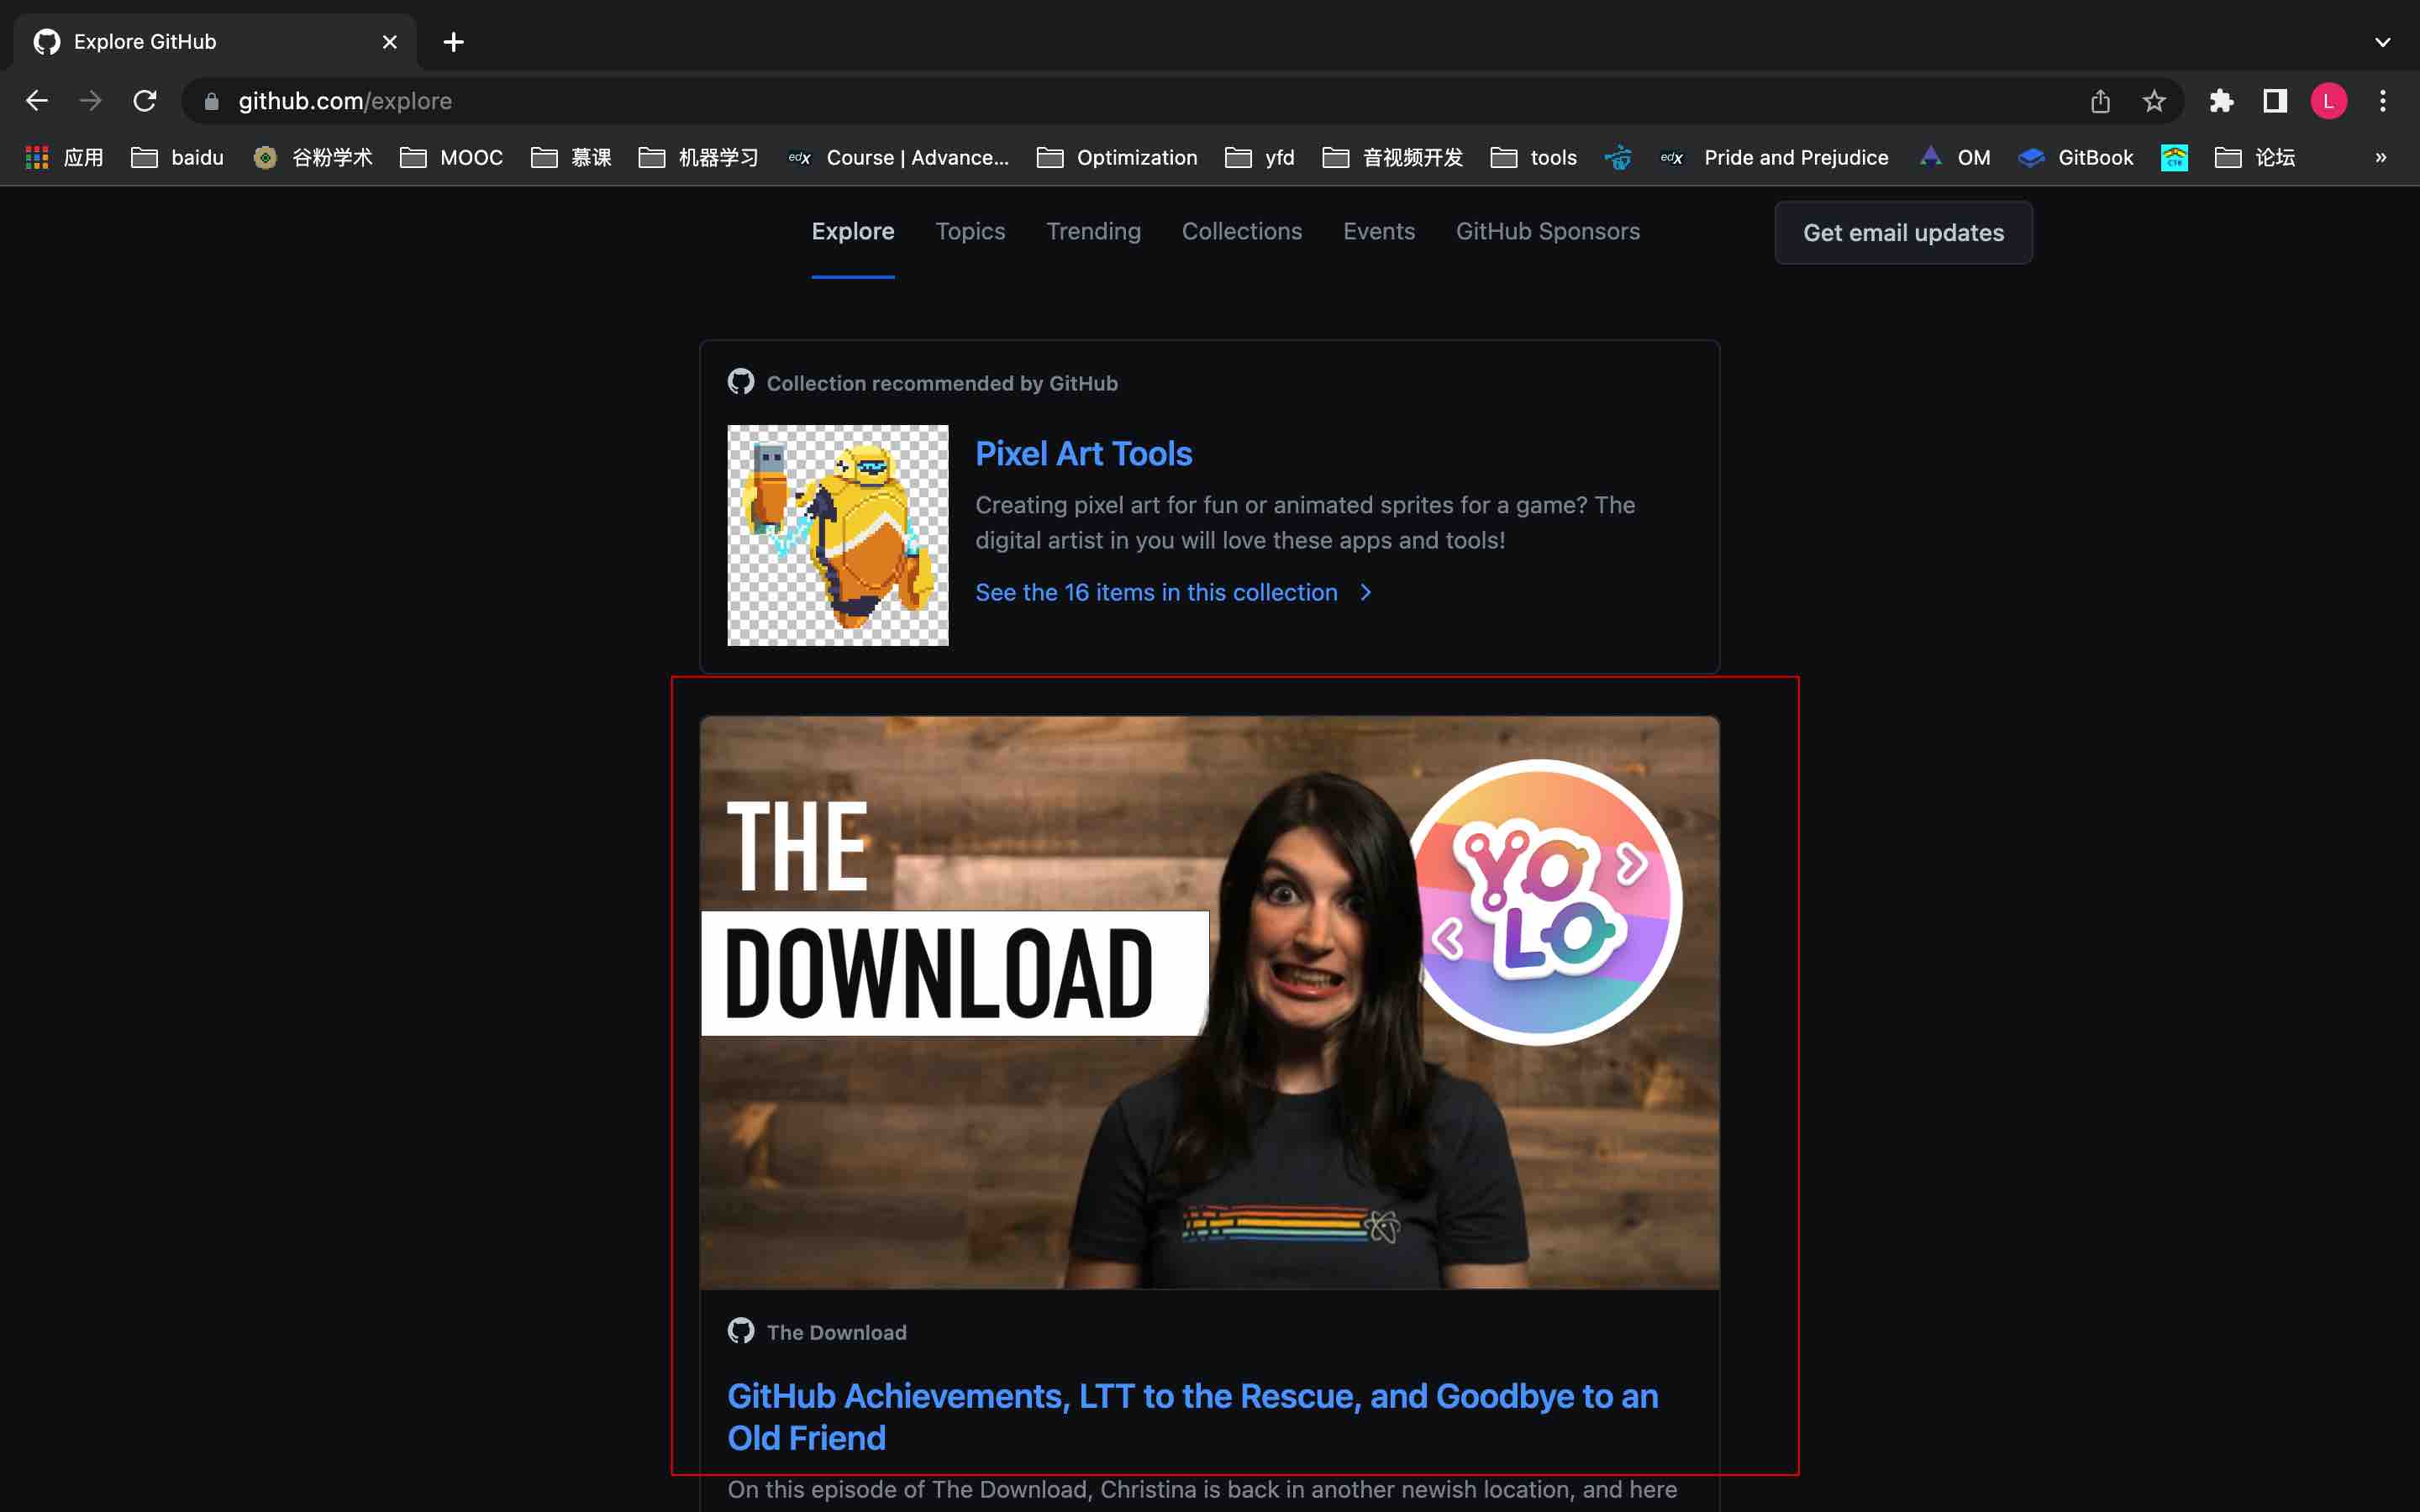 Explore GitHub
github.com/explore
应用 baidu 谷粉学术 MOOC 慕课 机器学习 edX Course | Advance... Optimization yfd 音视频开发 tools edX Pride and Prejudice OM GitBook CTR 论坛 »
Explore Topics Trending Collections Events GitHub Sponsors Get email updates
L
Collection recommended by GitHub
Pixel Art Tools
Creating pixel art for fun or animated sprites for a game? The
digital artist in you will love these apps and tools!
See the 16 items in this collection
THE
DOWNLOAD
YO
LO
The Download
GitHub Achievements, LTT to the Rescue, and Goodbye to an
Old Friend
On this episode of The Download, Christina is back in another newish location, and here